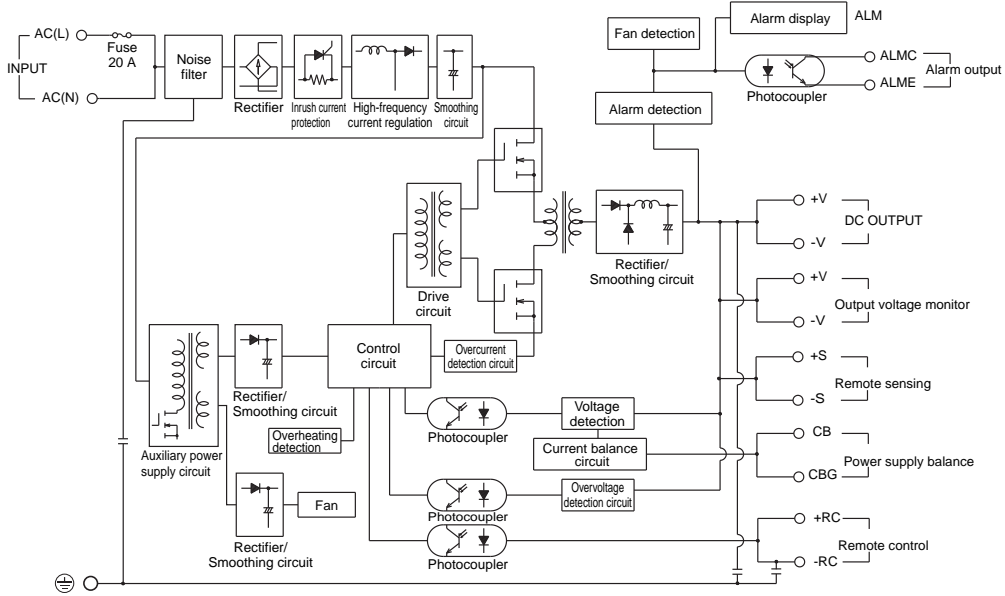 AC(L)
Fuse
20 A
INPUT
AC(N)
Noise
filter
Rectifier
Inrush current
protection
High-frequency
current regulation
Smoothing
circuit
Fan detection
Alarm display
ALM
Alarm detection
Photocoupler
ALMC
ALME
Alarm output
Drive
circuit
Rectifier/
Smoothing circuit
+V
-V
DC OUTPUT
+V
-V
Output voltage monitor
+S
-S
Remote sensing
CB
CBG
Power supply balance
+RC
-RC
Remote control
Auxiliary power
supply circuit
Rectifier/
Smoothing circuit
Control
circuit
Overcurrent
detection circuit
Overheating
detection
Photocoupler
Voltage
detection
Current balance
circuit
Rectifier/
Smoothing circuit
Fan
Photocoupler
Overvoltage
detection circuit
Photocoupler